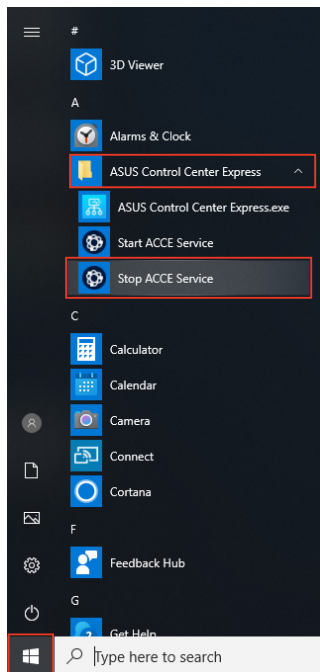 #
3D Viewer
A
Alarms & Clock
ASUS Control Center Express
ASUS Control Center Express.exe
Start ACCE Service
Stop ACCE Service
C
Calculator
Calendar
Camera
Connect
Cortana
F
Feedback Hub
G
Get Help
Type here to search